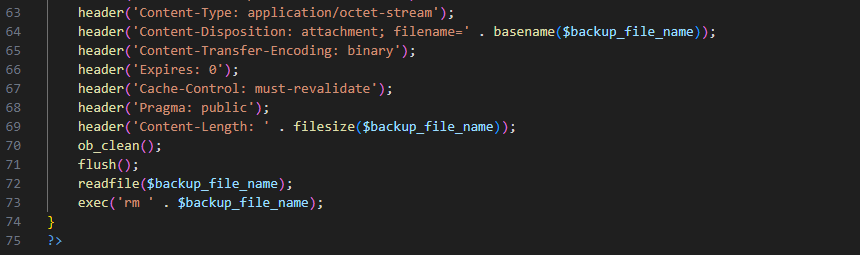 63 header('Content-Type: application/octet-stream');
64 header('Content-Disposition: attachment; filename=' . basename($backup_file_name));
65 header('Content-Transfer-Encoding: binary');
66 header('Expires: 0');
67 header('Cache-Control: must-revalidate');
68 header('Pragma: public');
69 header('Content-Length: ' . filesize($backup_file_name));
70 ob_clean();
71 flush();
72 readfile($backup_file_name);
73 exec('rm ' . $backup_file_name);
74 }
75 ?>